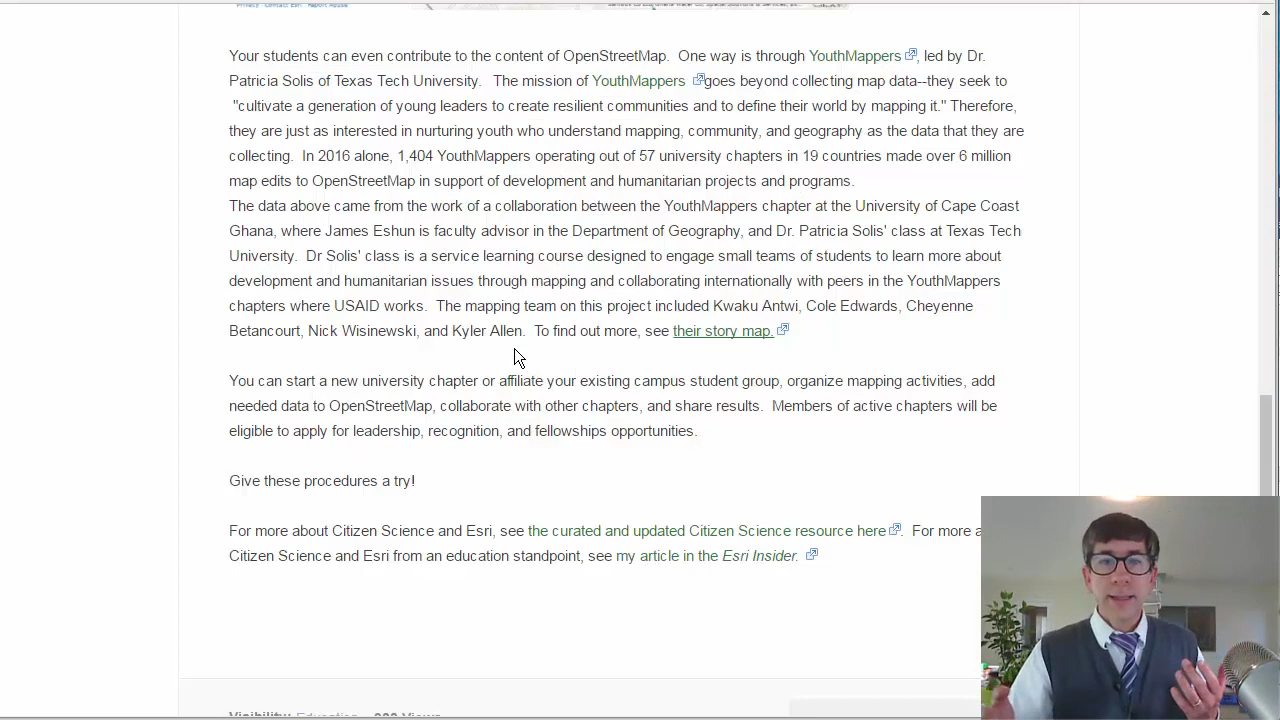 Privacy Contact Esri Report Abuse
Your students can even contribute to the content of OpenStreetMap. One way is through YouthMappers, led by Dr.
Patricia Solis of Texas Tech University. The mission of YouthMappers goes beyond collecting map data--they seek to
"cultivate a generation of young leaders to create resilient communities and to define their world by mapping it." Therefore,
they are just as interested in nurturing youth who understand mapping, community, and geography as the data that they are
collecting. In 2016 alone, 1,404 YouthMappers operating out of 57 university chapters in 19 countries made over 6 million
map edits to OpenStreetMap in support of development and humanitarian projects and programs.
The data above came from the work of a collaboration between the YouthMappers chapter at the University of Cape Coast
Ghana, where James Eshun is faculty advisor in the Department of Geography, and Dr. Patricia Solis' class at Texas Tech
University. Dr Solis' class is a service learning course designed to engage small teams of students to learn more about
development and humanitarian issues through mapping and collaborating internationally with peers in the YouthMappers
chapters where USAID works. The mapping team on this project included Kwaku Antwi, Cole Edwards, Cheyenne
Betancourt, Nick Wisinewski, and Kyler Allen. To find out more, see their story map.
You can start a new university chapter or affiliate your existing campus student group, organize mapping activities, add
needed data to OpenStreetMap, collaborate with other chapters, and share results. Members of active chapters will be
eligible to apply for leadership, recognition, and fellowships opportunities.
Give these procedures a try!
For more about Citizen Science and Esri, see the curated and updated Citizen Science resource here. For more a
Citizen Science and Esri from an education standpoint, see my article in the Esri Insider.
Visibility: Education Views